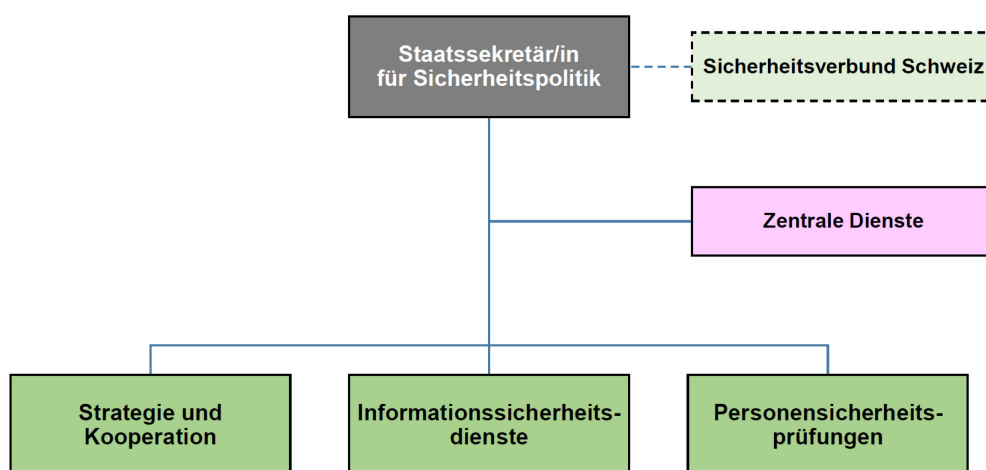 Staatssekretär/in
für Sicherheitspolitik
Sicherheitsverbund Schweiz
Zentrale Dienste
Strategie und
Kooperation
Informationssicherheits-
dienste
Personensicherheits-
prüfungen